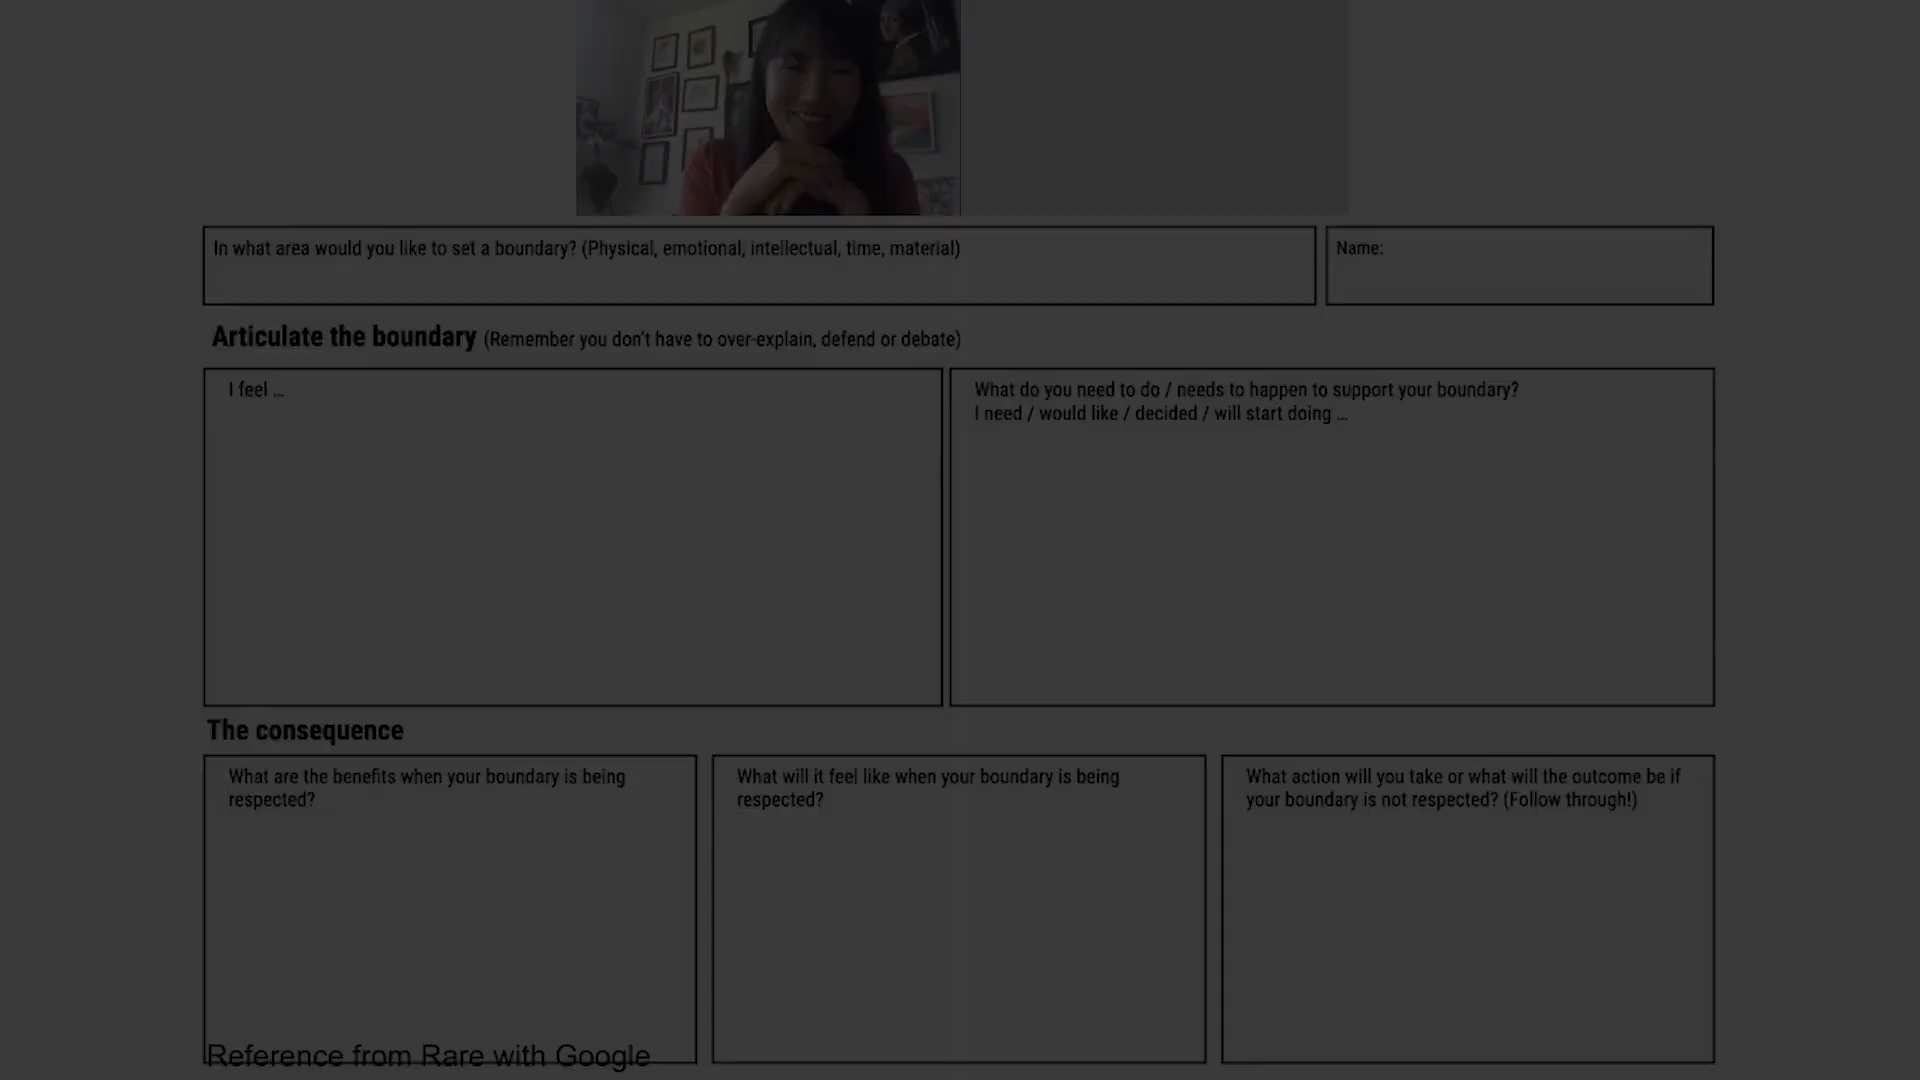 In what area would you like to set a boundary? (Physical, emotional, intellectual, time, material)
Name:
Articulate the boundary (Remember you don't have to over-explain, defend or debate)
I feel ...
What do you need to do / needs to happen to support your boundary?
I need / would like / decided / will start doing ...
The consequence
What are the benefits when your boundary is being
respected?
What will it feel like when your boundary is being
respected?
What action will you take or what will the outcome be if
your boundary is not respected? (Follow through!)
Reference from Rare with Google